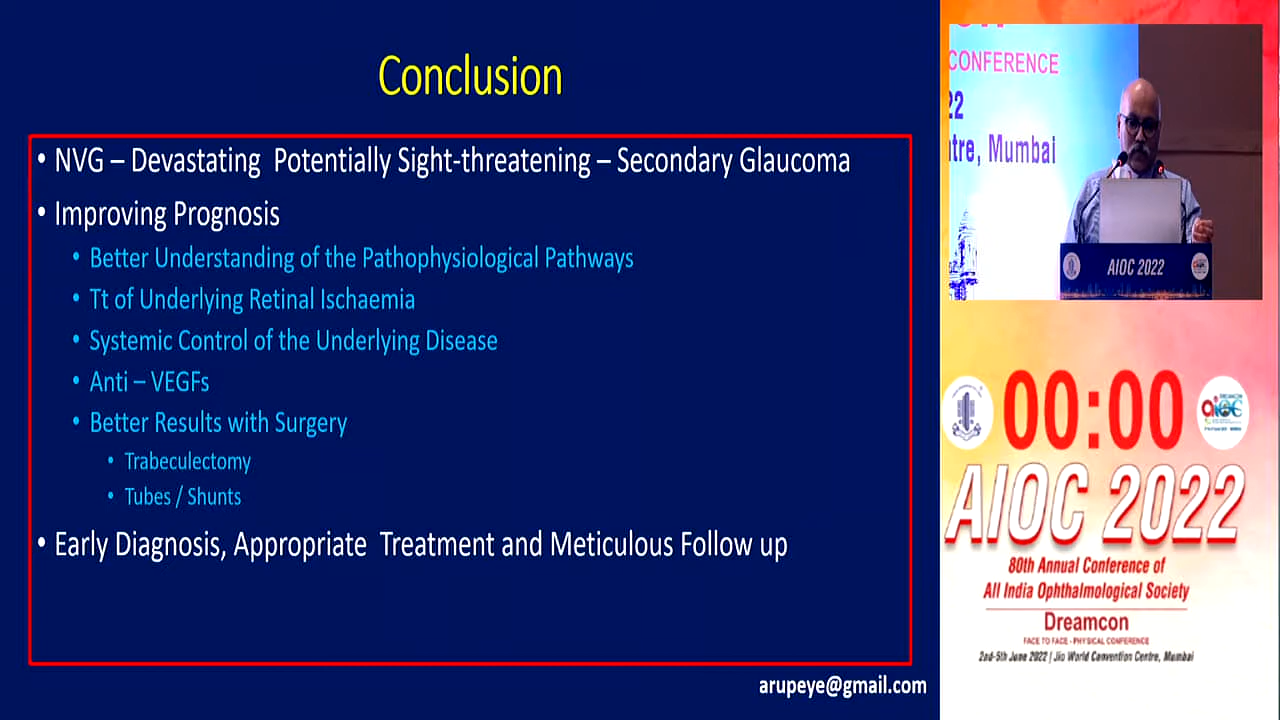 Conclusion
• NVG – Devastating Potentially Sight-threatening – Secondary Glaucoma
• Improving Prognosis
• Better Understanding of the Pathophysiological Pathways
• Tt of Underlying Retinal Ischaemia
• Systemic Control of the Underlying Disease
• Anti – VEGFs
• Better Results with Surgery
• Trabeculectomy
• Tubes / Shunts
• Early Diagnosis, Appropriate Treatment and Meticulous Follow up
arupeye@gmail.com
CONFERENCE
22
tre, Mumbai
AIOC 2022
00:00
AIOC 2022
80th Annual Conference of
All India Ophthalmological Society
Dreamcon
FACE TO FACE - PHYSICAL CONFERENCE
2nd-5th June 2022 | Jio World Convention Centre, Mumbai